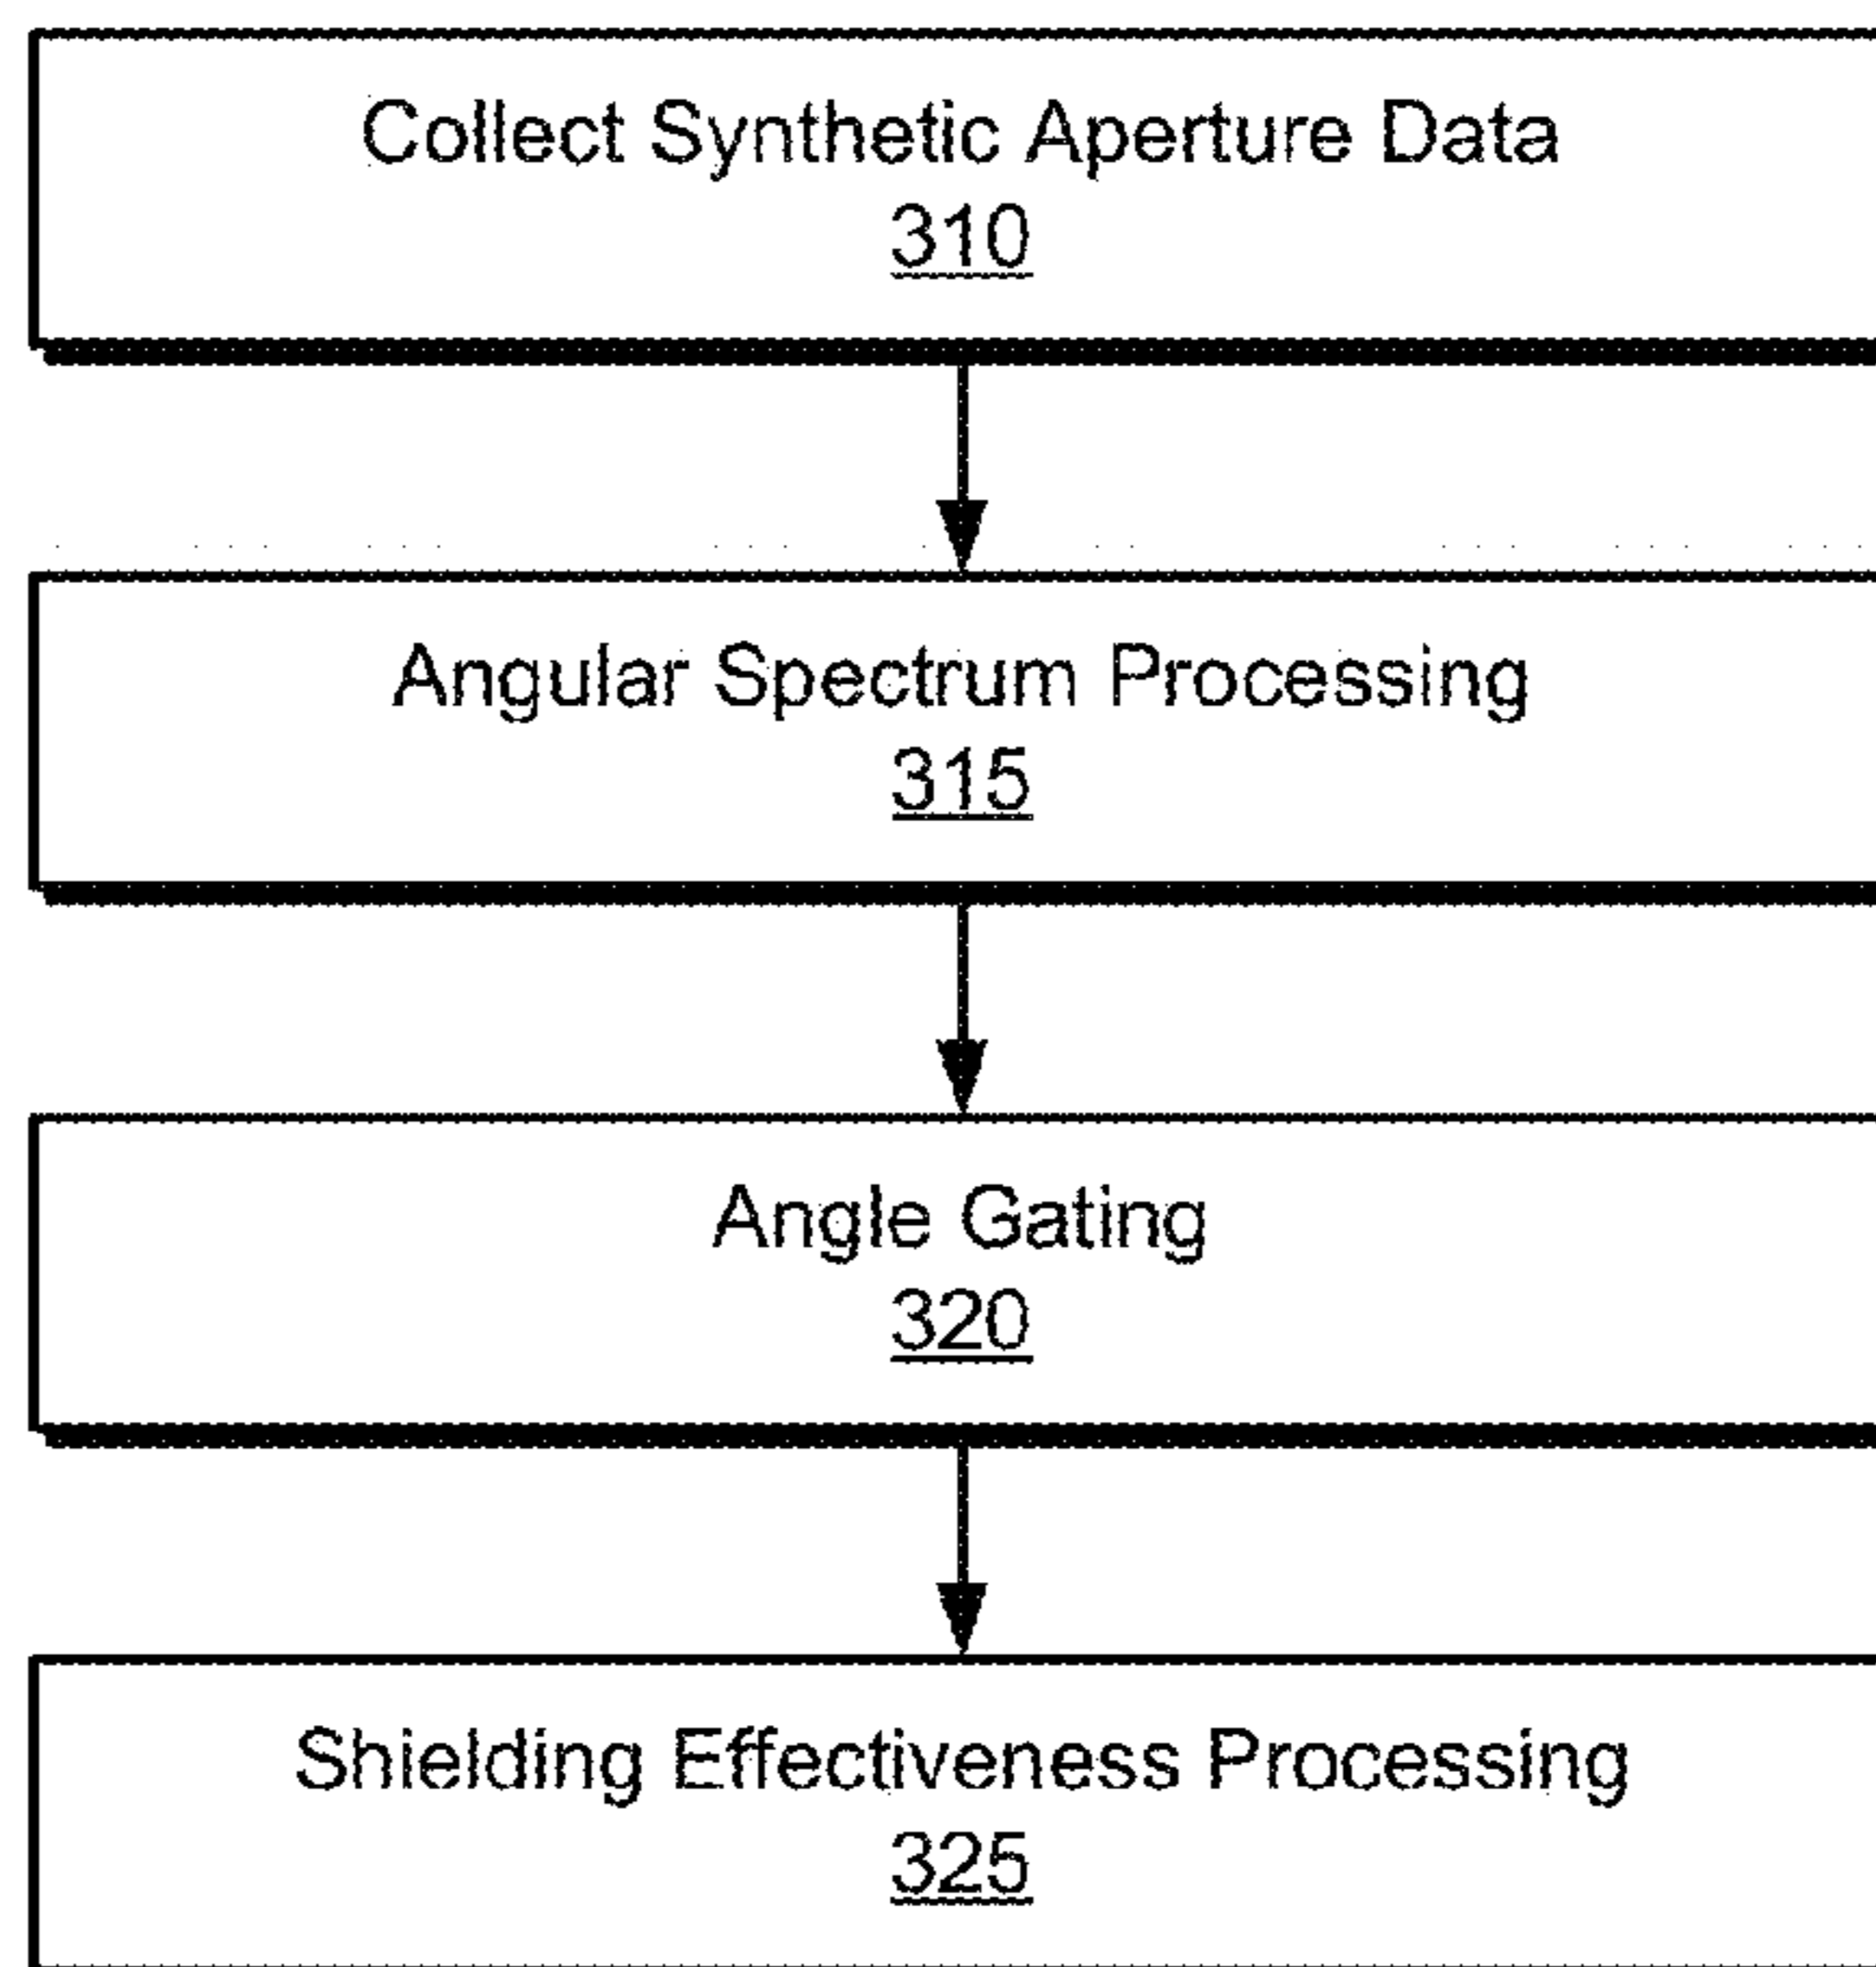 Collect Synthetic Aperture Data
310
Angular Spectrum Processing
315
Angle Gating
320
Shielding Effectiveness Processing
325